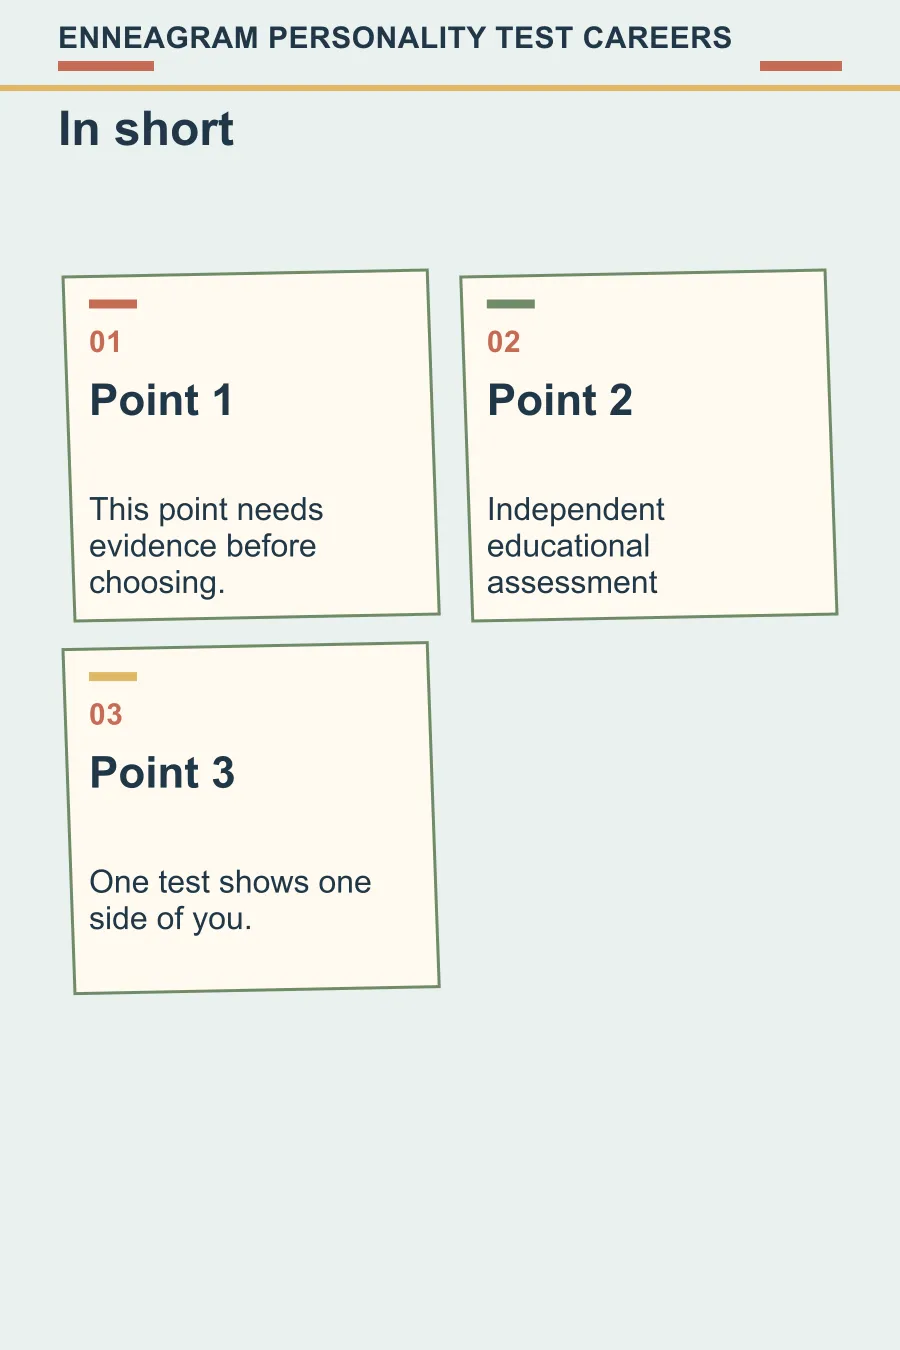 ENNEAGRAM PERSONALITY TEST CAREERS
In short
01
Point 1
This point needs
evidence before
choosing.
02
Point 2
Independent
educational
assessment
03
Point 3
One test shows one
side of you.